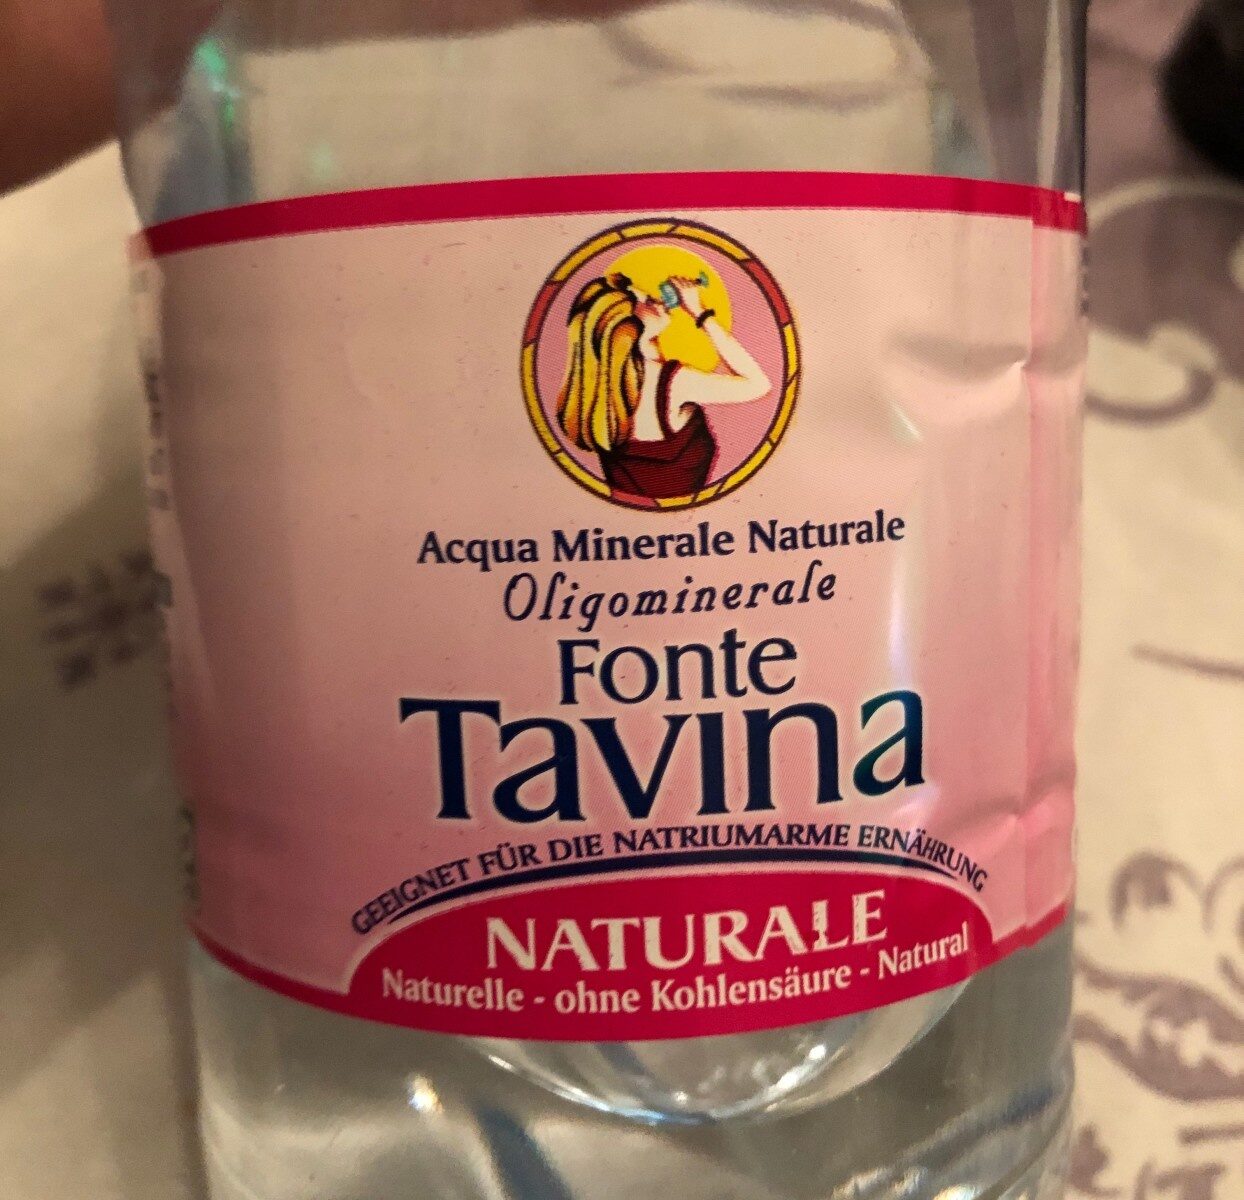 Acqua Minerale Naturale
Oligominerale
Fonte
Tavina
GEEIGNET FÜR DIE NATRIUMARME ERNÄHRUNG
NATURALE
Naturelle - ohne Kohlensäure - Natural